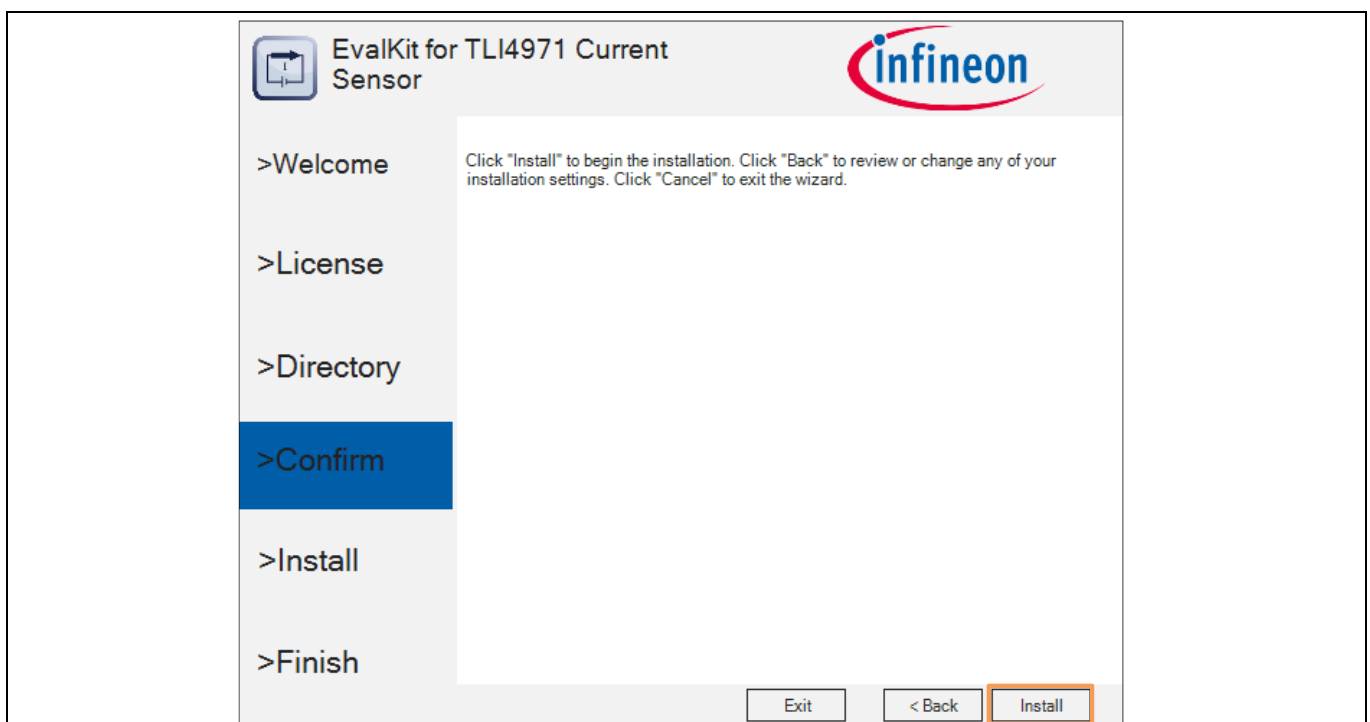 EvalKit for TLI4971 Current
Sensor
infineon
>Welcome
Click "Install" to begin the installation. Click "Back" to review or change any of your
installation settings. Click "Cancel" to exit the wizard.
>License
>Directory
>Confirm
>Install
>Finish
Exit
< Back
Install